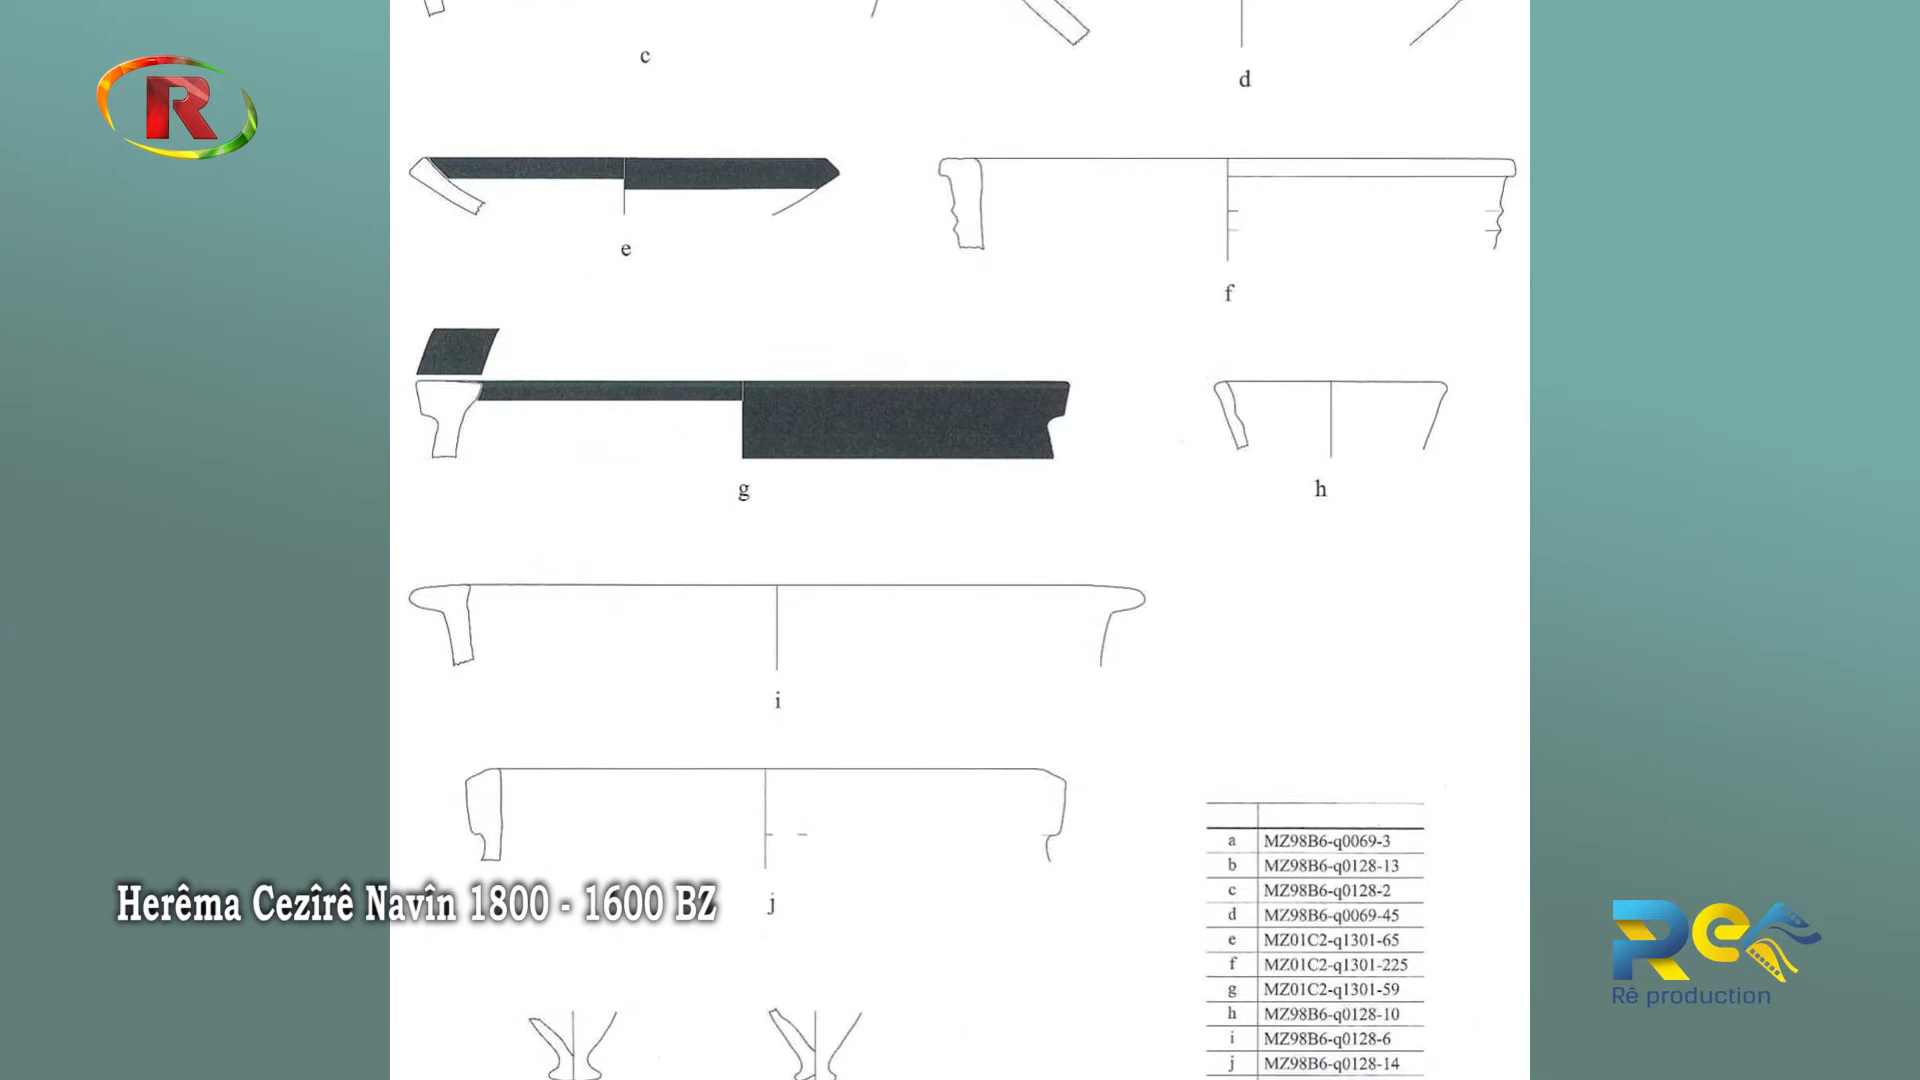 c
d
R
e
f
g
h
i
j
a MZ98B6-q0069-3
b MZ98B6-q0128-13
c MZ98B6-q0128-2
d MZ98B6-q0069-45
e MZ01C2-q1301-65
f MZ01C2-q1301-225
g MZ01C2-q1301-59
h MZ98B6-q0128-10
i MZ98B6-q0128-6
j MZ98B6-q0128-14
Herêma Cezîrê Navîn 1800 - 1600 BZ
Re
Rê production